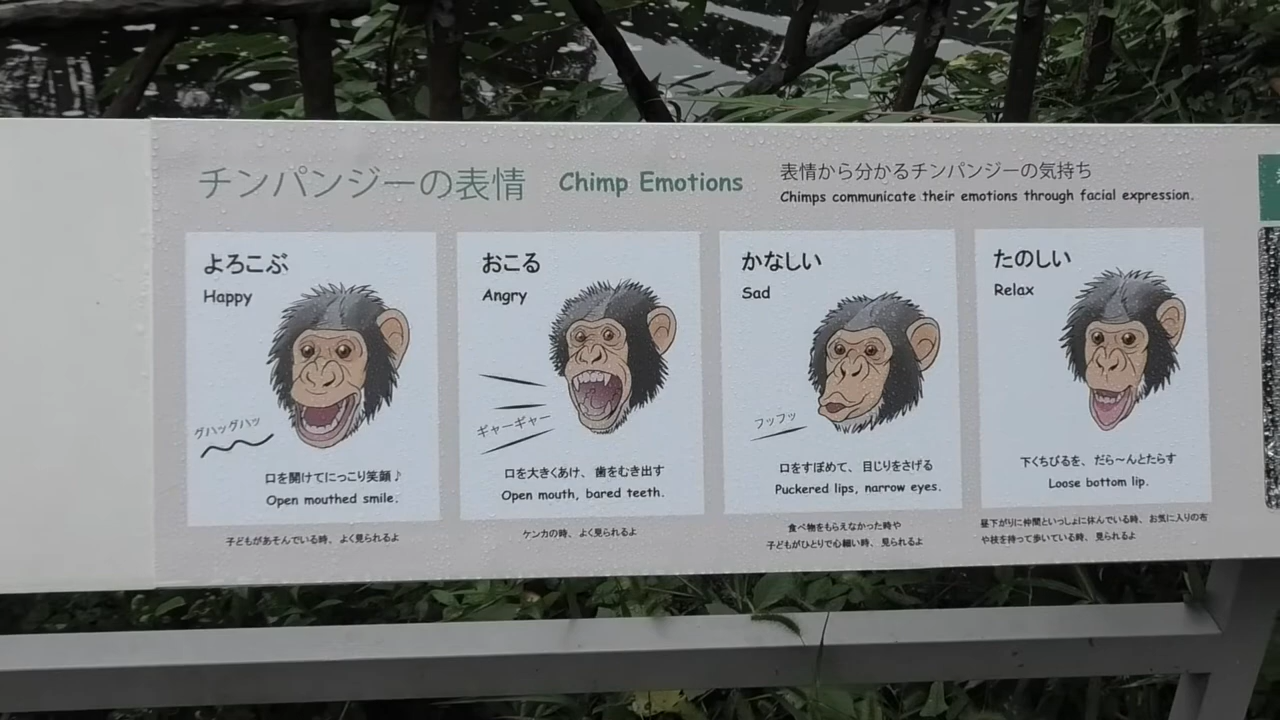 チンパンジーの表情 Chimp Emotions
表情から分かるチンパンジーの気持ち
Chimps communicate their emotions through facial expression.
よろこぶ
Happy
グハッグハッ
口を開けてにっこり笑顔♪
Open mouthed smile.
子どもがあそんでいる時、よく見られるよ
おこる
Angry
ギャーギャー
口を大きくあけ、歯をむき出す
Open mouth, bared teeth.
ケンカの時、よく見られるよ
かなしい
Sad
フッフッ
口をすぼめて、目じりをさげる
Puckered lips, narrow eyes.
食べ物をもらえなかった時や
子どもがひとりで心細い時、見られるよ
たのしい
Relax
下くちびるを、だら〜んとたらす
Loose bottom lip.
昼下がりに仲間といっしょに休んでいる時、お気に入りの布
や枝を持って歩いている時、見られるよ